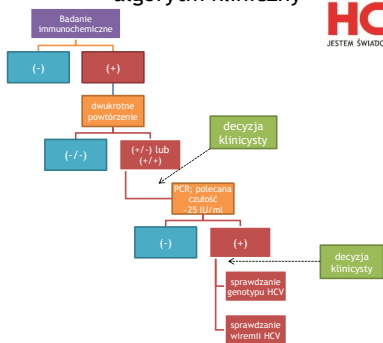 algorytm kliniczny
HC
JESTEM ŚWIADO
Badanie
immunochemiczne
(-)
(+)
dwukrotne
powtórzenie
(-/-)
(+/-) lub
(+/+)
decyzja
klinicysty
PCR; polecana
czułość
~25 IU/ml
(-)
(+)
decyzja
klinicysty
sprawdzanie
genotypu HCV
sprawdzanie
wiremii HCV